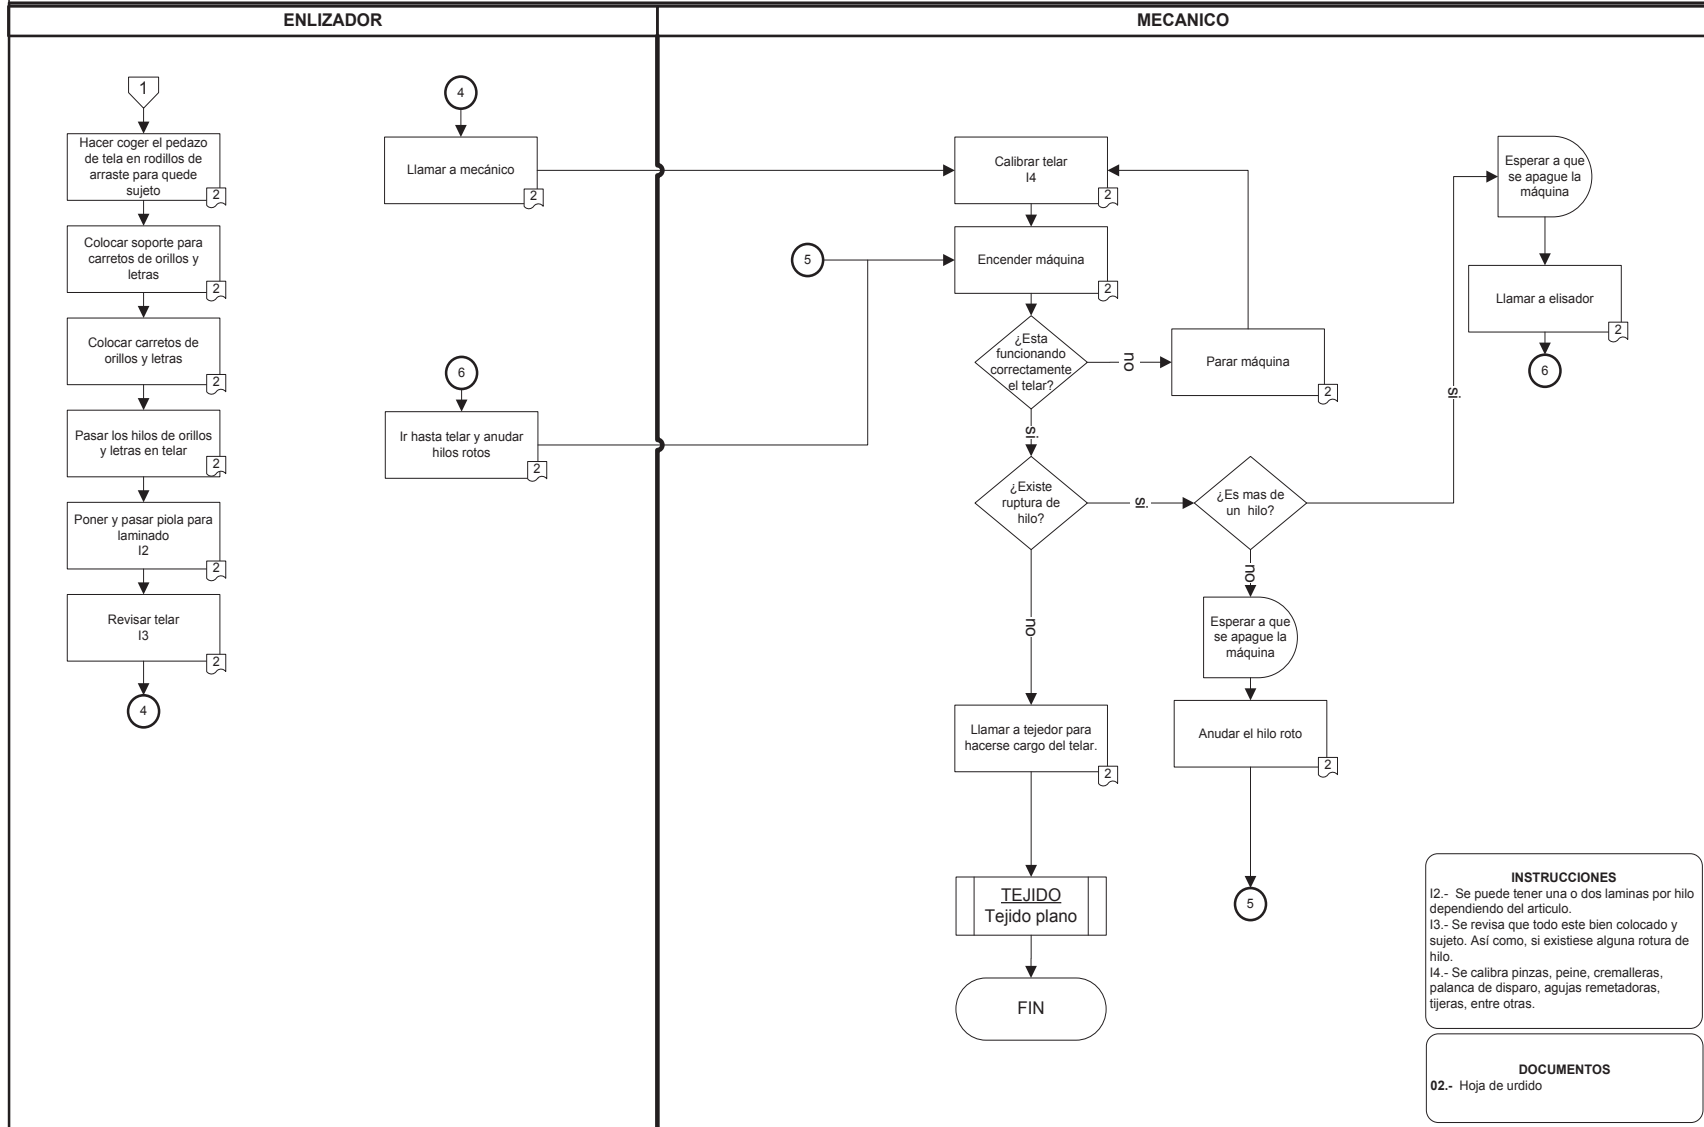 ENLIZADOR
MECANICO
1
Hacer coger el pedazo
de tela en rodillos de
arraste para quede
sujeto
2
Colocar soporte para
carretos de orillos y
letras
2
Colocar carretos de
orillos y letras
2
Pasar los hilos de orillos
y letras en telar
2
Poner y pasar piola para
laminado
I2
2
Revisar telar
I3
2
4
4
Llamar a mecánico
2
6
Ir hasta telar y anudar
hilos rotos
2
Calibrar telar
I4
2
5
Encender máquina
2
¿Esta
funcionando
correctamente
el telar?
no
Parar máquina
2
si
¿Existe
ruptura de
hilo?
si
¿Es mas de
un hilo?
si
Esperar a que
se apague la
máquina
Llamar a elisador
2
6
no
Esperar a que
se apague la
máquina
Anudar el hilo roto
2
5
no
Llamar a tejedor para
hacerse cargo del telar.
2
TEJIDO
Tejido plano
FIN
INSTRUCCIONES
I2.- Se puede tener una o dos laminas por hilo
dependiendo del articulo.
I3.- Se revisa que todo este bien colocado y
sujeto. Así como, si existiese alguna rotura de
hilo.
I4.- Se calibra pinzas, peine, cremalleras,
palanca de disparo, agujas remetadoras,
tijeras, entre otras.
DOCUMENTOS
02.- Hoja de urdido